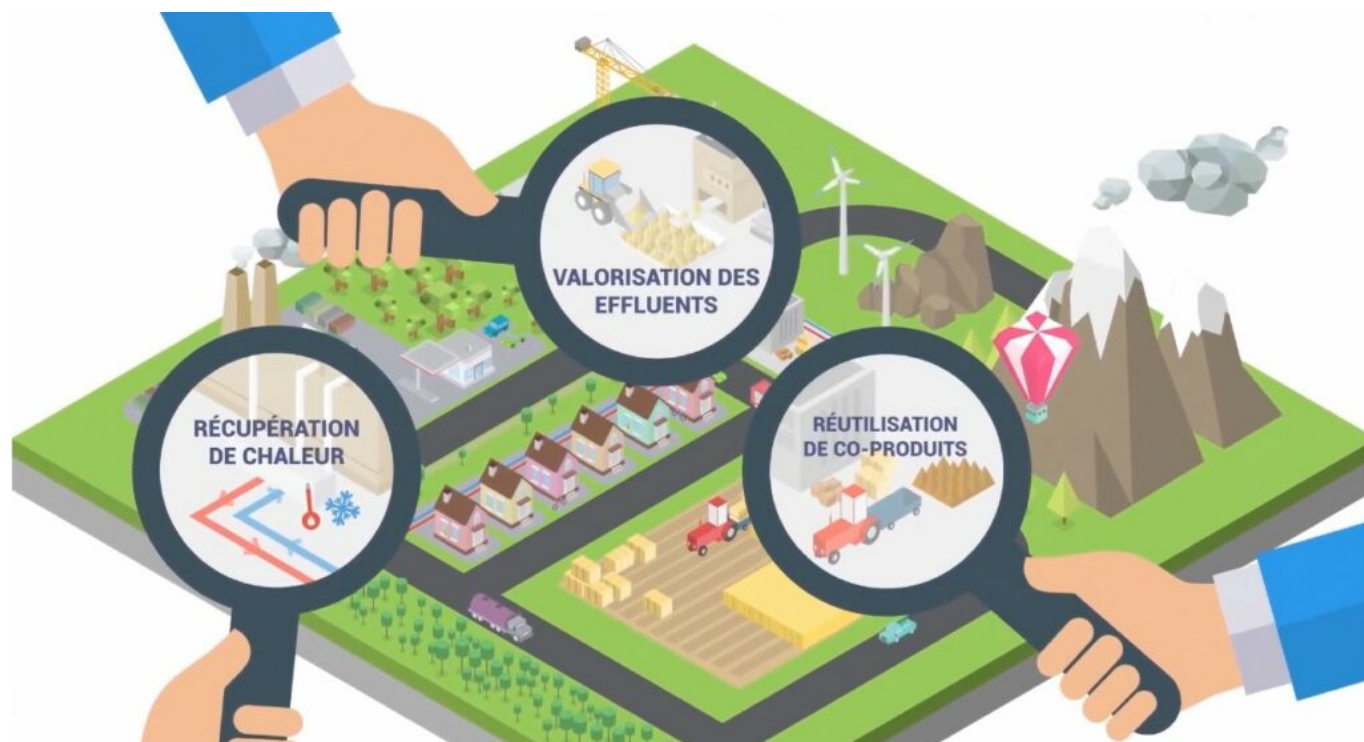 VALORISATION DES
EFFLUENTS
RÉCUPÉRATION
DE CHALEUR
RÉUTILISATION
DE CO-PRODUITS